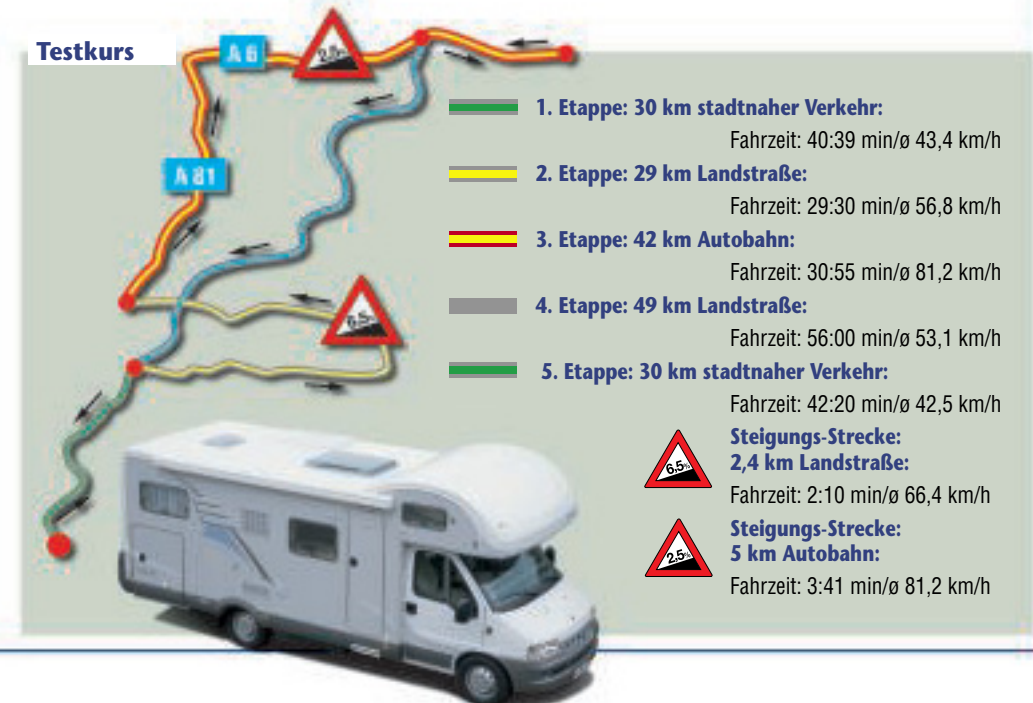 Testkurs
A 6
2,5%
A 81
6,5%
1. Etappe: 30 km stadtnaher Verkehr:
Fahrzeit: 40:39 min/ø 43,4 km/h
2. Etappe: 29 km Landstraße:
Fahrzeit: 29:30 min/ø 56,8 km/h
3. Etappe: 42 km Autobahn:
Fahrzeit: 30:55 min/ø 81,2 km/h
4. Etappe: 49 km Landstraße:
Fahrzeit: 56:00 min/ø 53,1 km/h
5. Etappe: 30 km stadtnaher Verkehr:
Fahrzeit: 42:20 min/ø 42,5 km/h
6,5%
Steigungs-Strecke:
2,4 km Landstraße:
Fahrzeit: 2:10 min/ø 66,4 km/h
2,5%
Steigungs-Strecke:
5 km Autobahn:
Fahrzeit: 3:41 min/ø 81,2 km/h